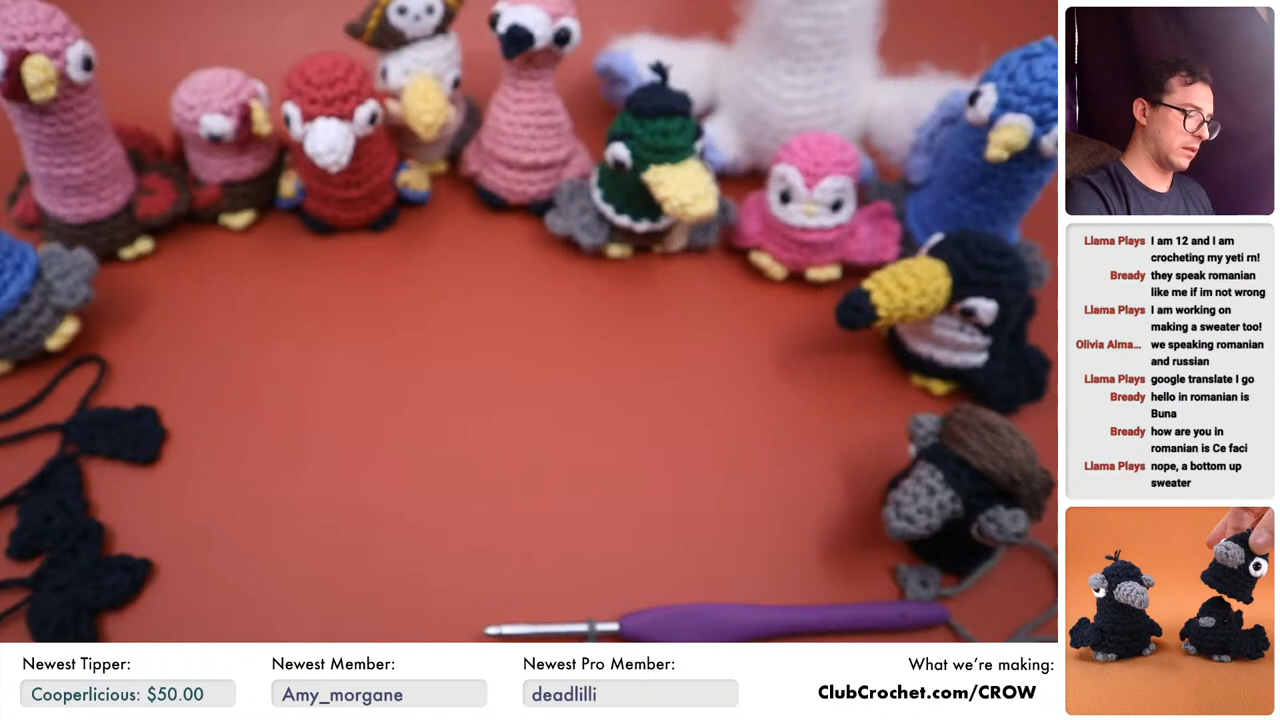 Llama Plays I am 12 and I am
crocheting my yeti rn!
Bready they speak romanian
like me if im not wrong
Llama Plays I am working on
making a sweater too!
Olivia Alma... we speaking romanian
and russian
Llama Plays google translate I go
Bready hello in romanian is
Buna
Bready how are you in
romanian is Ce faci
Llama Plays nope, a bottom up
sweater
Newest Tipper: Newest Member: Newest Pro Member: What we're making:
Cooperlicious: $50.00 Amy_morgane deadlilli ClubCrochet.com/CROW